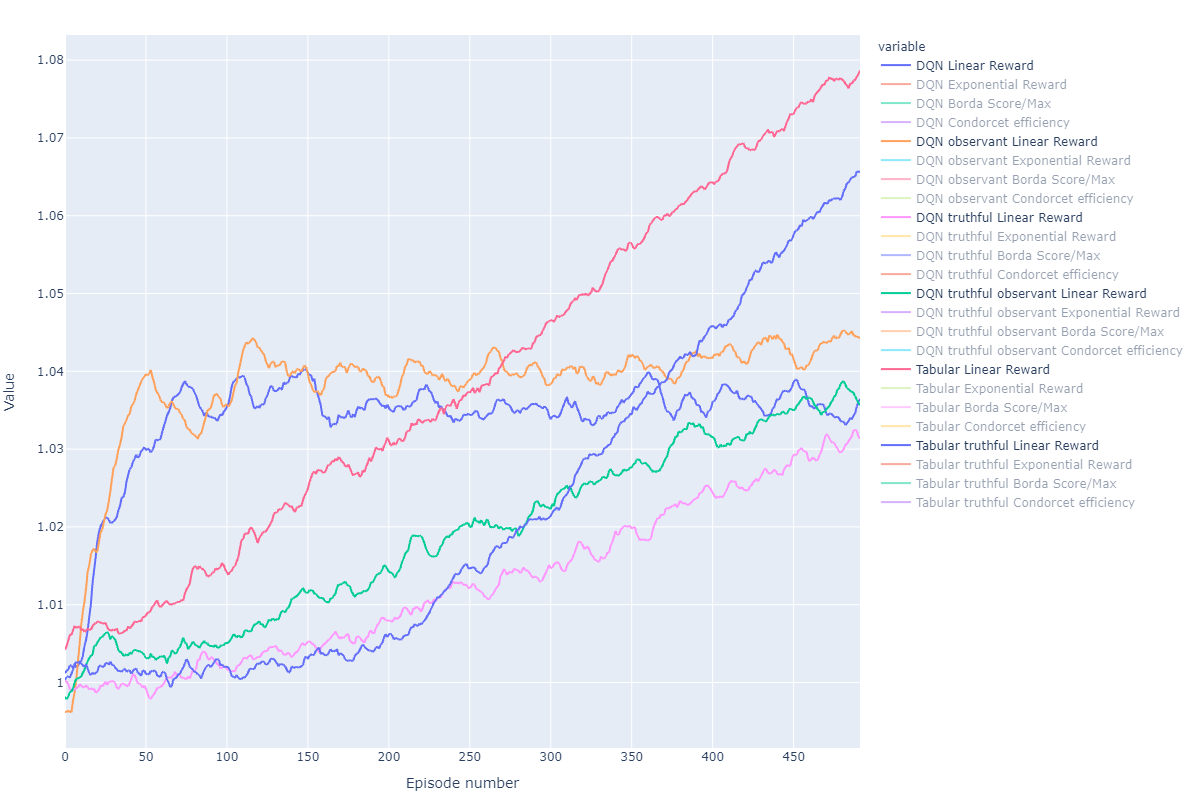 variable
DQN Linear Reward
DQN Exponential Reward
DQN Borda Score/Max
DQN Condorcet efficiency
DQN observant Linear Reward
DQN observant Exponential Reward
DQN observant Borda Score/Max
DQN observant Condorcet efficiency
DQN truthful Linear Reward
DQN truthful Exponential Reward
DQN truthful Borda Score/Max
DQN truthful Condorcet efficiency
DQN truthful observant Linear Reward
DQN truthful observant Exponential Reward
DQN truthful observant Borda Score/Max
DQN truthful observant Condorcet efficiency
Tabular Linear Reward
Tabular Exponential Reward
Tabular Borda Score/Max
Tabular Condorcet efficiency
Tabular truthful Linear Reward
Tabular truthful Exponential Reward
Tabular truthful Borda Score/Max
Tabular truthful Condorcet efficiency
1.08
1.07
1.06
1.05
1.04
1.03
1.02
1.01
1
Value
0 50 100 150 200 250 300 350 400 450
Episode number